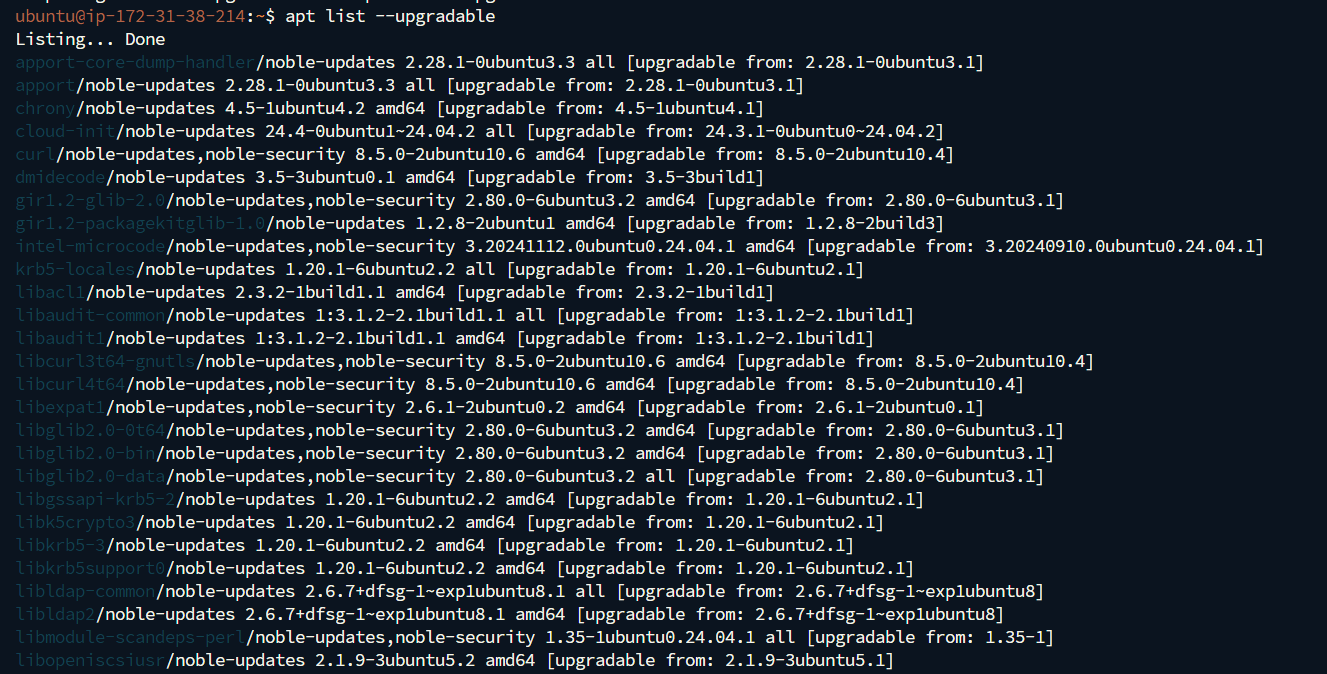 ubuntu@ip-172-31-38-214:~$ apt list --upgradable
Listing... Done
apport-core-dump-handler/noble-updates 2.28.1-0ubuntu3.3 all [upgradable from: 2.28.1-0ubuntu3.1]
apport/noble-updates 2.28.1-0ubuntu3.3 all [upgradable from: 2.28.1-0ubuntu3.1]
chrony/noble-updates 4.5-1ubuntu4.2 amd64 [upgradable from: 4.5-1ubuntu4.1]
cloud-init/noble-updates 24.4-0ubuntu1~24.04.2 all [upgradable from: 24.3.1-0ubuntu0~24.04.2]
curl/noble-updates,noble-security 8.5.0-2ubuntu10.6 amd64 [upgradable from: 8.5.0-2ubuntu10.4]
dmidecode/noble-updates 3.5-3ubuntu0.1 amd64 [upgradable from: 3.5-3build1]
gir1.2-glib-2.0/noble-updates,noble-security 2.80.0-6ubuntu3.2 amd64 [upgradable from: 2.80.0-6ubuntu3.1]
gir1.2-packagekitglib-1.0/noble-updates 1.2.8-2ubuntu1 amd64 [upgradable from: 1.2.8-2build3]
intel-microcode/noble-updates,noble-security 3.20241112.0ubuntu0.24.04.1 amd64 [upgradable from: 3.20240910.0ubuntu0.24.04.1]
krb5-locales/noble-updates 1.20.1-6ubuntu2.2 all [upgradable from: 1.20.1-6ubuntu2.1]
libacl1/noble-updates 2.3.2-1build1.1 amd64 [upgradable from: 2.3.2-1build1]
libaudit-common/noble-updates 1:3.1.2-2.1build1.1 all [upgradable from: 1:3.1.2-2.1build1]
libaudit1/noble-updates 1:3.1.2-2.1build1.1 amd64 [upgradable from: 1:3.1.2-2.1build1]
libcurl3t64-gnutls/noble-updates,noble-security 8.5.0-2ubuntu10.6 amd64 [upgradable from: 8.5.0-2ubuntu10.4]
libcurl4t64/noble-updates,noble-security 8.5.0-2ubuntu10.6 amd64 [upgradable from: 8.5.0-2ubuntu10.4]
libexpat1/noble-updates,noble-security 2.6.1-2ubuntu0.2 amd64 [upgradable from: 2.6.1-2ubuntu0.1]
libglib2.0-0t64/noble-updates,noble-security 2.80.0-6ubuntu3.2 amd64 [upgradable from: 2.80.0-6ubuntu3.1]
libglib2.0-bin/noble-updates,noble-security 2.80.0-6ubuntu3.2 amd64 [upgradable from: 2.80.0-6ubuntu3.1]
libglib2.0-data/noble-updates,noble-security 2.80.0-6ubuntu3.2 all [upgradable from: 2.80.0-6ubuntu3.1]
libgssapi-krb5-2/noble-updates 1.20.1-6ubuntu2.2 amd64 [upgradable from: 1.20.1-6ubuntu2.1]
libk5crypto3/noble-updates 1.20.1-6ubuntu2.2 amd64 [upgradable from: 1.20.1-6ubuntu2.1]
libkrb5-3/noble-updates 1.20.1-6ubuntu2.2 amd64 [upgradable from: 1.20.1-6ubuntu2.1]
libkrb5support0/noble-updates 1.20.1-6ubuntu2.2 amd64 [upgradable from: 1.20.1-6ubuntu2.1]
libldap-common/noble-updates 2.6.7+dfsg-1~exp1ubuntu8.1 all [upgradable from: 2.6.7+dfsg-1~exp1ubuntu8]
libldap2/noble-updates 2.6.7+dfsg-1~exp1ubuntu8.1 amd64 [upgradable from: 2.6.7+dfsg-1~exp1ubuntu8]
libmodule-scandeps-perl/noble-updates,noble-security 1.35-1ubuntu0.24.04.1 all [upgradable from: 1.35-1]
libopeniscsiusr/noble-updates 2.1.9-3ubuntu5.2 amd64 [upgradable from: 2.1.9-3ubuntu5.1]